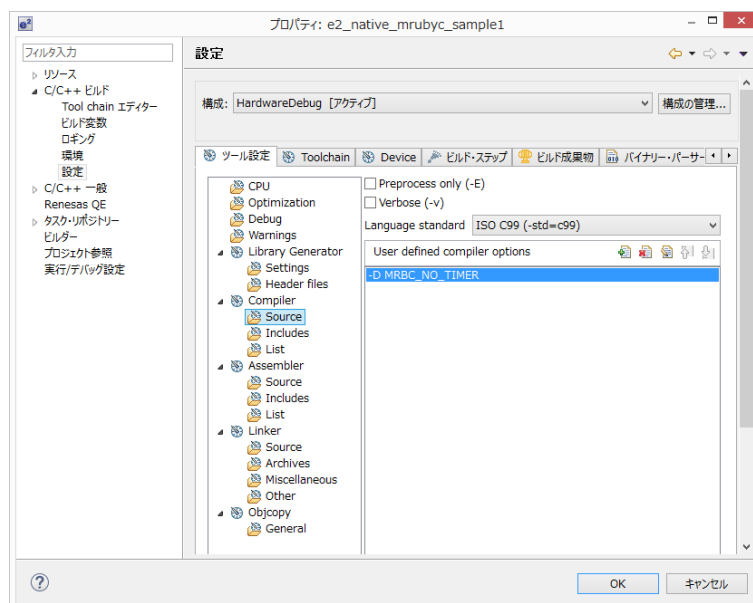 e2
プロパティ: e2_native_mrubyc_sample1
フィルタ入力
設定
リソース
C/C++ ビルド
Tool chain エディター
ビルド変数
ロギング
環境
設定
C/C++ 一般
Renesas QE
タスク・リポジトリー
ビルダー
プロジェクト参照
実行/デバッグ設定
構成: HardwareDebug [アクティブ] 構成の管理...
ツール設定 Toolchain Device ビルド・ステップ ビルド成果物 バイナリー・パーサー
CPU
Optimization
Debug
Warnings
Library Generator
Settings
Header files
Compiler
Source
Includes
List
Assembler
Source
Includes
List
Linker
Source
Archives
Miscellaneous
Other
Objcopy
General
Preprocess only (-E)
Verbose (-v)
Language standard ISO C99 (-std=c99)
User defined compiler options
-D MRBC_NO_TIMER
OK キャンセル